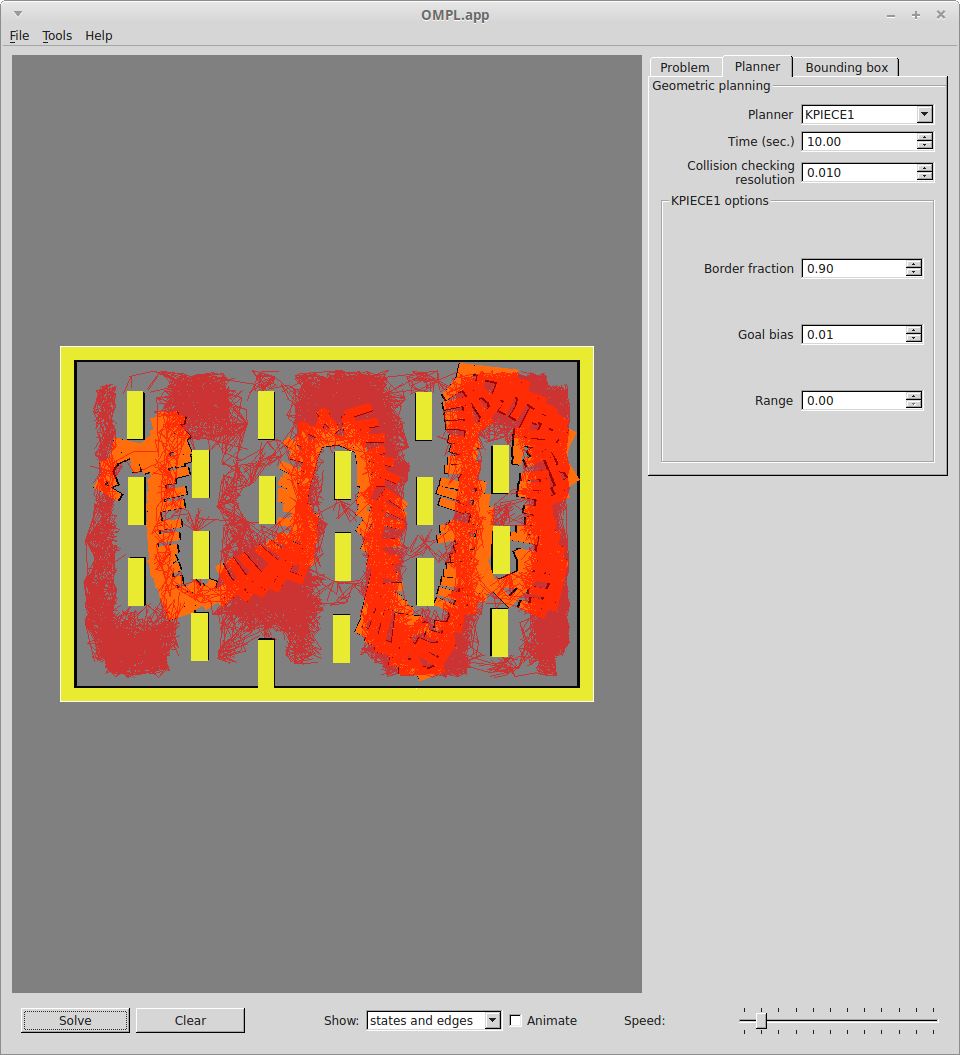 OMPL.app
File Tools Help
Problem Planner Bounding box
Geometric planning
Planner KPIECE1
Time (sec.) 10.00
Collision checking
resolution 0.010
KPIECE1 options
Border fraction 0.90
Goal bias 0.01
Range 0.00
Solve Clear Show: states and edges Animate Speed: